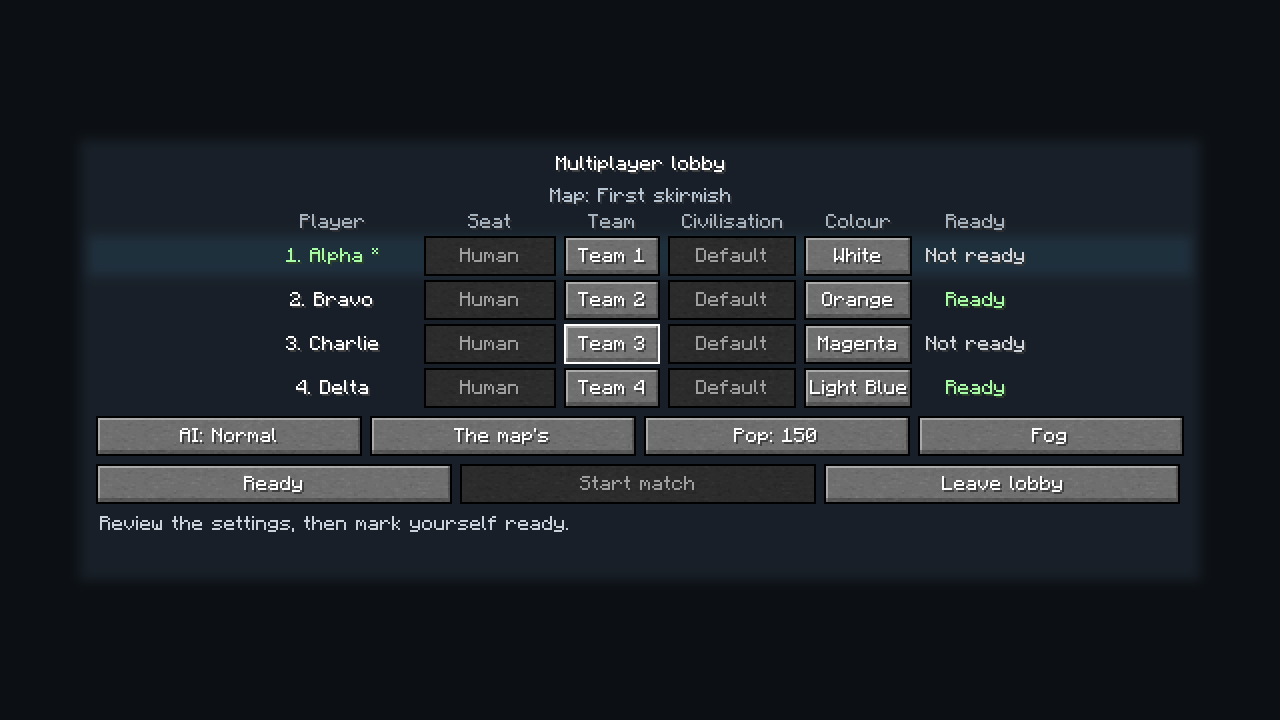 Multiplayer lobby
Map: First skirmish
Player Seat Team Civilisation Colour Ready
1. Alpha * Human Team 1 Default White Not ready
2. Bravo Human Team 2 Default Orange Ready
3. Charlie Human Team 3 Default Magenta Not ready
4. Delta Human Team 4 Default Light Blue Ready
AI: Normal The map's Pop: 150 Fog
Ready Start match Leave lobby
Review the settings, then mark yourself ready.